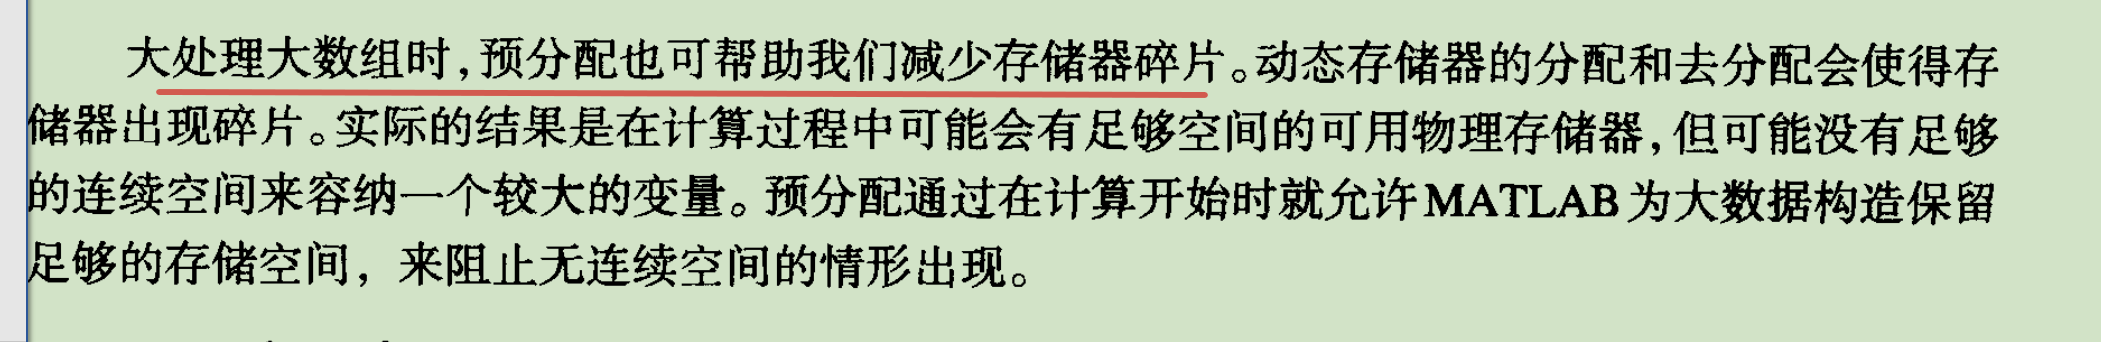 大处理大数组时,预分配也可帮助我们减少存储器碎片。动态存储器的分配和去分配会使得存
储器出现碎片。实际的结果是在计算过程中可能会有足够空间的可用物理存储器,但可能没有足够
的连续空间来容纳一个较大的变量。预分配通过在计算开始时就允许MATLAB为大数据构造保留
足够的存储空间,来阻止无连续空间的情形出现。